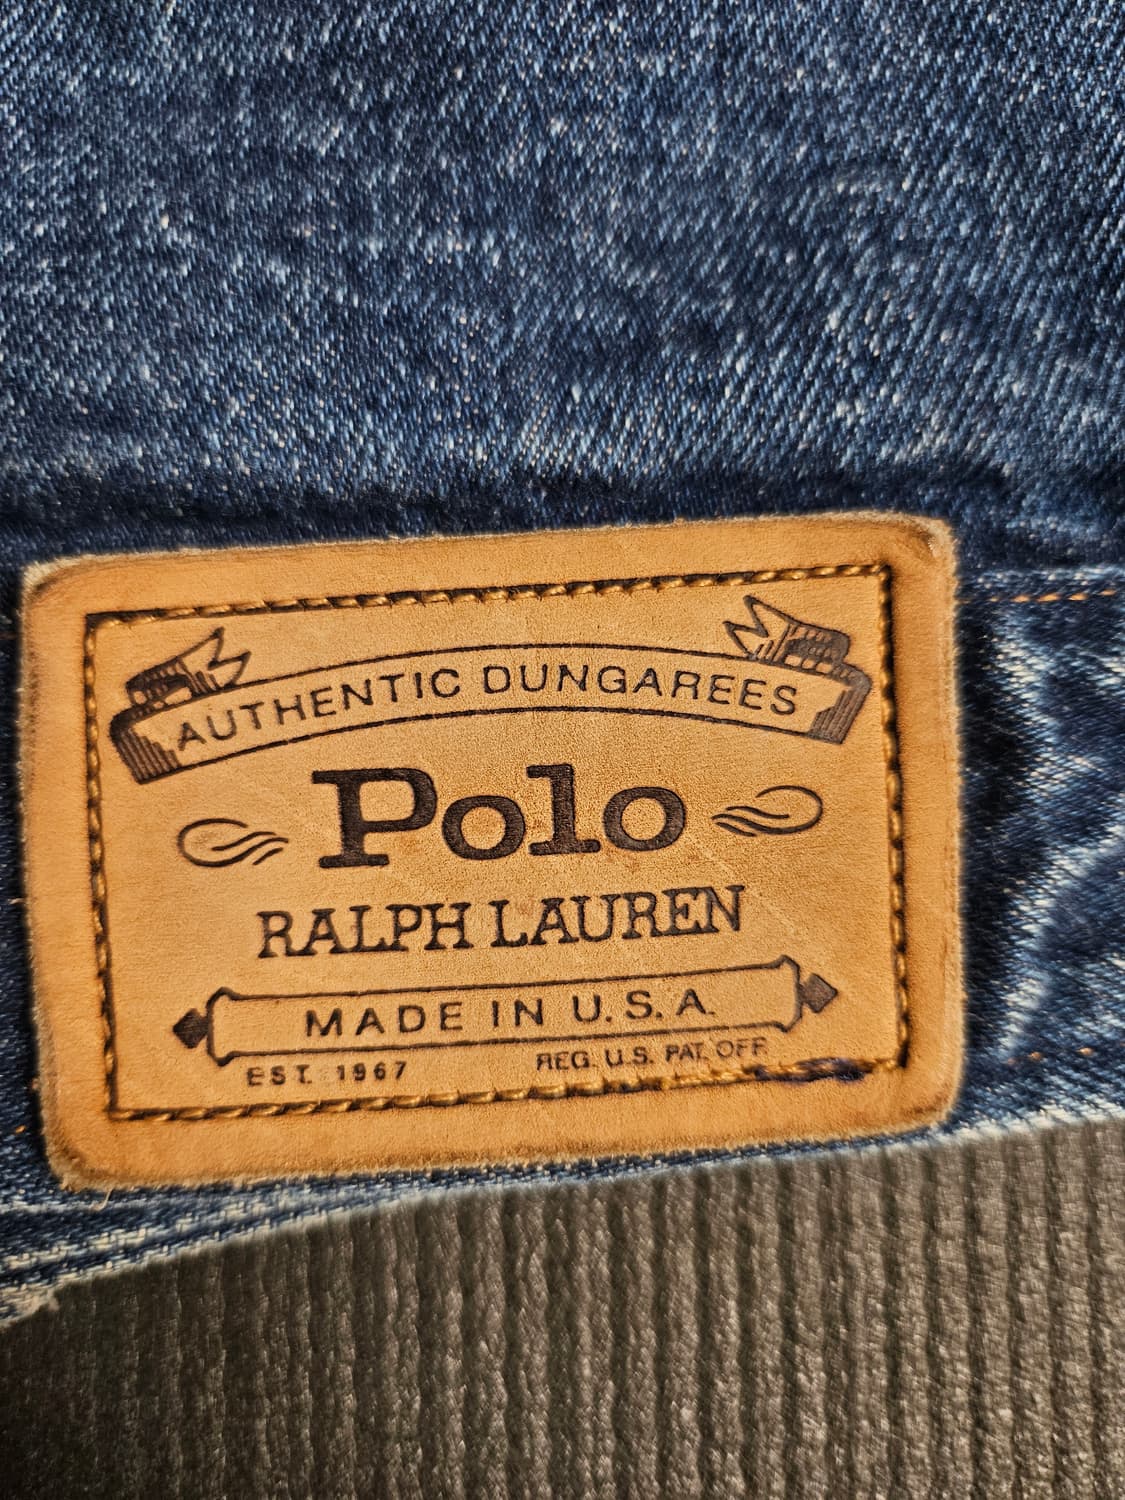 AUTHENTIC DUNGAREES
Polo
RALPH LAUREN
MADE IN U.S.A.
EST. 1967 REG. U.S. PAT. OFF.